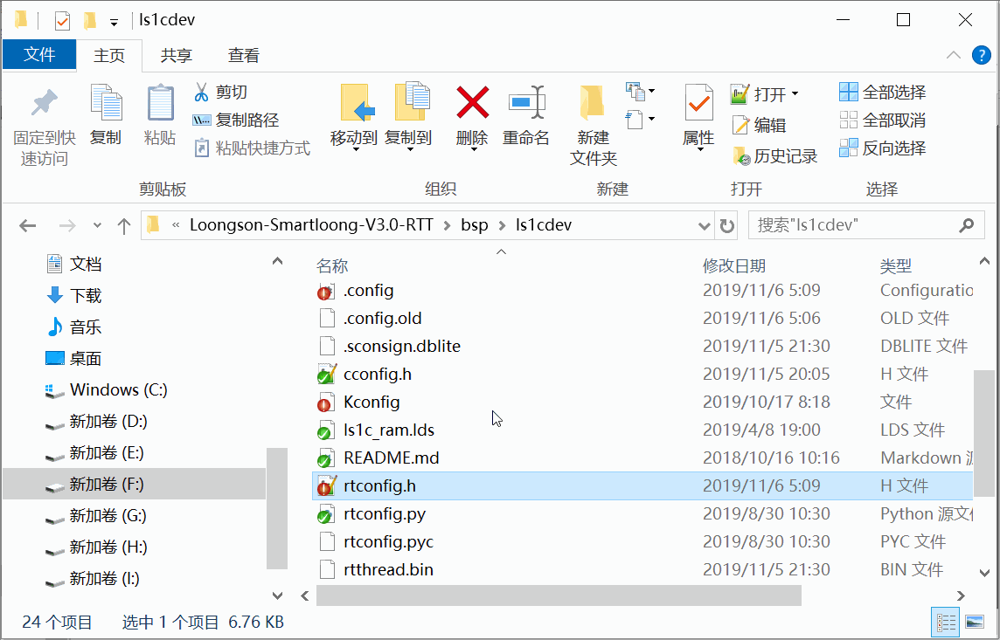 ls1cdev
文件 主页 共享 查看
固定到快速访问
复制
粘贴
剪切
复制路径
粘贴快捷方式
移动到 复制到
删除 重命名
新建文件夹
属性
打开
编辑
历史记录
全部选择
全部取消
反向选择
剪贴板 组织 新建 打开 选择
« Loongson-Smartloong-V3.0-RTT > bsp > ls1cdev
搜索"ls1cdev"
文档
下载
音乐
桌面
Windows (C:)
新加卷 (D:)
新加卷 (E:)
新加卷 (F:)
新加卷 (G:)
新加卷 (H:)
新加卷 (I:)
名称 修改日期 类型
.config 2019/11/6 5:09 Configuratio
.config.old 2019/11/6 5:06 OLD 文件
.sconsign.dblite 2019/11/5 21:30 DBLITE 文件
cconfig.h 2019/11/5 20:05 H 文件
Kconfig 2019/10/17 8:18 文件
ls1c_ram.lds 2019/4/8 19:00 LDS 文件
README.md 2018/10/16 10:16 Markdown
rtconfig.h 2019/11/6 5:09 H 文件
rtconfig.py 2019/8/30 10:30 Python 源文
rtconfig.pyc 2019/8/30 10:30 PYC 文件
rtthread.bin 2019/11/5 21:30 BIN 文件
24 个项目 选中 1 个项目 6.76 KB